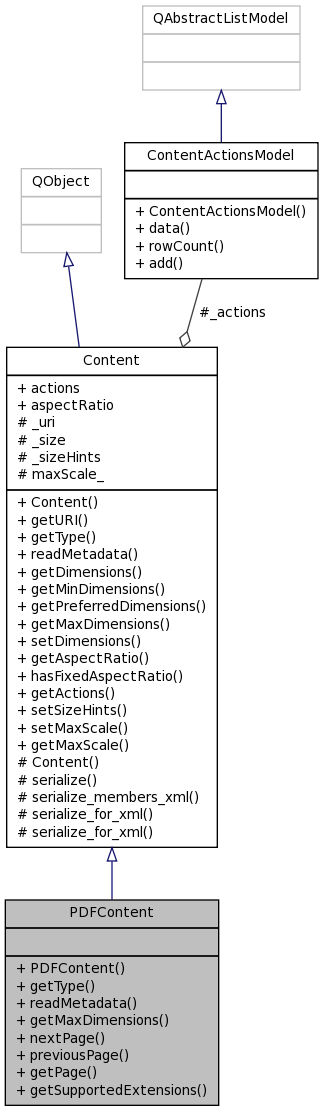 QAbstractListModel
ContentActionsModel
+ ContentActionsModel()
+ data()
+ rowCount()
+ add()
QObject
#_actions
Content
+ actions
+ aspectRatio
# _uri
# _size
# _sizeHints
# maxScale_
+ Content()
+ getURI()
+ getType()
+ readMetadata()
+ getDimensions()
+ getMinDimensions()
+ getPreferredDimensions()
+ getMaxDimensions()
+ setDimensions()
+ getAspectRatio()
+ hasFixedAspectRatio()
+ getActions()
+ setSizeHints()
+ setMaxScale()
+ getMaxScale()
# Content()
# serialize()
# serialize_members_xml()
# serialize_for_xml()
# serialize_for_xml()
PDFContent
+ PDFContent()
+ getType()
+ readMetadata()
+ getMaxDimensions()
+ nextPage()
+ previousPage()
+ getPage()
+ getSupportedExtensions()